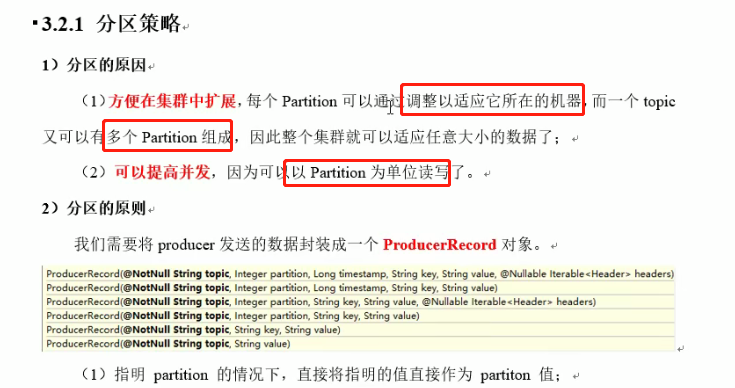 3.2.1 分区策略
1）分区的原因
（1）方便在集群中扩展，每个 Partition 可以通过调整以适应它所在的机器，而一个 topic
又可以有多个 Partition 组成，因此整个集群就可以适应任意大小的数据了；
（2）可以提高并发，因为可以以 Partition 为单位读写了。
2）分区的原则
我们需要将 producer 发送的数据封装成一个 ProducerRecord 对象。
ProducerRecord(@NotNull String topic, Integer partition, Long timestamp, String key, String value, @Nullable Iterable<Header> headers)
ProducerRecord(@NotNull String topic, Integer partition, Long timestamp, String key, String value)
ProducerRecord(@NotNull String topic, Integer partition, String key, String value, @Nullable Iterable<Header> headers)
ProducerRecord(@NotNull String topic, Integer partition, String key, String value)
ProducerRecord(@NotNull String topic, String key, String value)
ProducerRecord(@NotNull String topic, String value)
（1）指明 partition 的情况下，直接将指明的值直接作为 partiton 值；